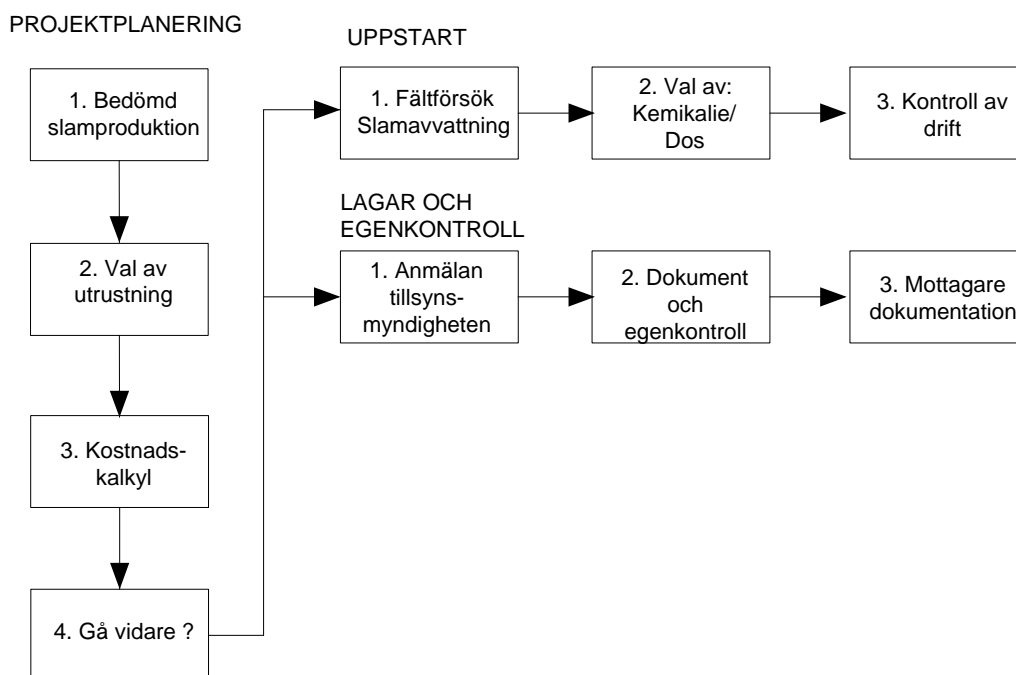 PROJEKTPLANERING
1. Bedömd
slamproduktion
2. Val av
utrustning
3. Kostnads-
kalkyl
4. Gå vidare ?
UPPSTART
1. Fältförsök
Slamavvattning
2. Val av:
Kemikalie/
Dos
3. Kontroll av
drift
LAGAR OCH
EGENKONTROLL
1. Anmälan
tillsyns-
myndigheten
2. Dokument
och
egenkontroll
3. Mottagare
dokumentation